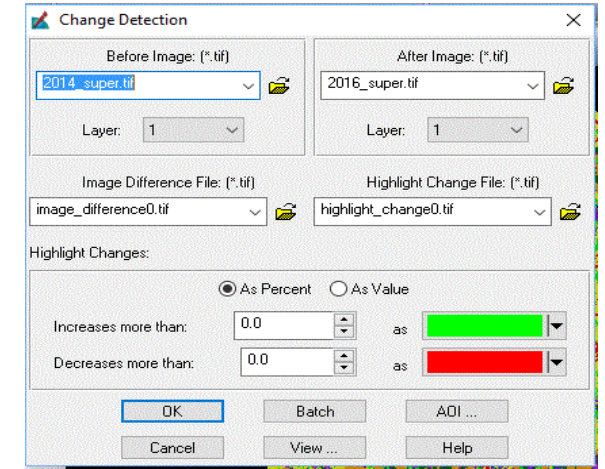 Change Detection
Before Image: (*.tif)
After Image: (*.tif)
2014_super.tif
2016_super.tif
Layer: 1
Layer: 1
Image Difference File: (*.tif)
Highlight Change File: (*.tif)
image_difference0.tif
highlight_change0.tif
Highlight Changes:
As Percent As Value
Increases more than: 0.0 as
Decreases more than: 0.0 as
OK Batch AOI ...
Cancel View ... Help